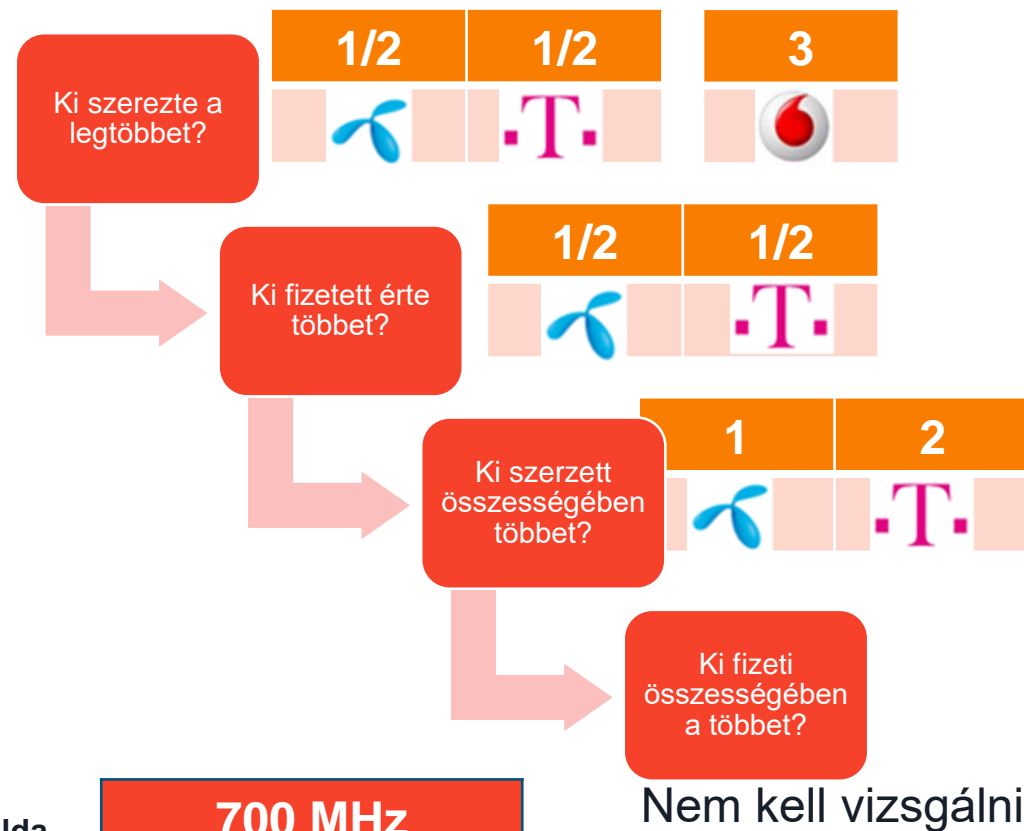 1/2 1/2 3
Ki szerezte a
legtöbbet?
T T
1/2 1/2
Ki fizetett érte
többet?
1 2
Ki szerzett
összességében
többet?
Ki fizeti
összességében
a többet?
Nem kell vizsgálni
700 MHz